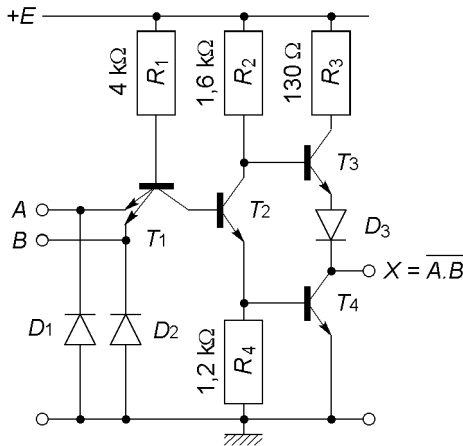 +E
4 kΩ
R1
1,6 kΩ
R2
130 Ω
R3
T3
A
B
T1
T2
D3
X = \overline{A.B}
D1
D2
T4
1,2 kΩ
R4